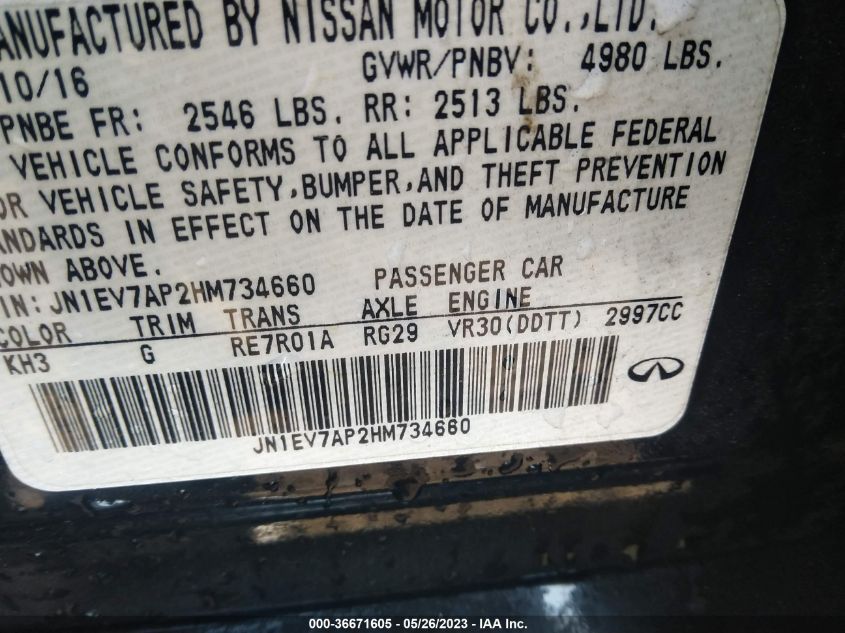 ANUFACTURED BY NISSAN MOTOR CO.,LTD.
10/16 GVWR/PNBV: 4980 LBS.
PNBE FR: 2546 LBS. RR: 2513 LBS.
VEHICLE CONFORMS TO ALL APPLICABLE FEDERAL
OR VEHICLE SAFETY,BUMPER,AND THEFT PREVENTION
ANDARDS IN EFFECT ON THE DATE OF MANUFACTURE
OWN ABOVE.
IN:JN1EV7AP2HM734660 PASSENGER CAR
COLOR TRIM TRANS AXLE ENGINE
KH3 G RE7R01A RG29 VR30(DDTT) 2997CC
JN1EV7AP2HM734660
000-36671605 - 05/26/2023 - IAA Inc.